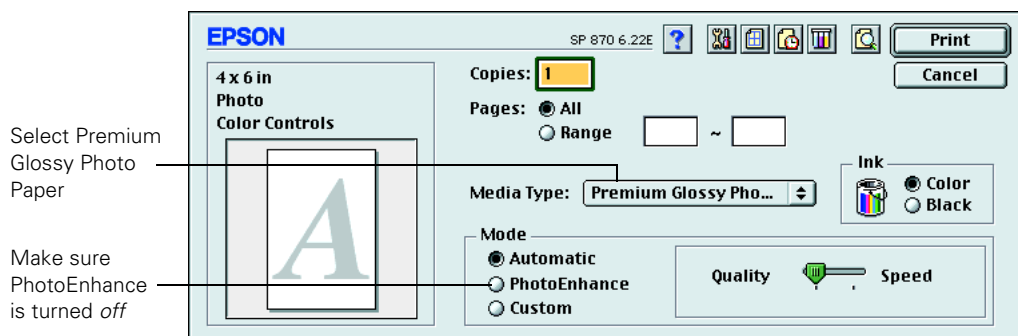 EPSON
SP 870 6.22E
?
Print
Cancel
4 x 6 in
Photo
Color Controls
A
Copies: 1
Pages: All
Range ~
Media Type: Premium Glossy Pho...
Ink
Color
Black
Mode
Automatic
PhotoEnhance
Custom
Quality Speed
Select Premium
Glossy Photo
Paper
Make sure
PhotoEnhance
is turned off